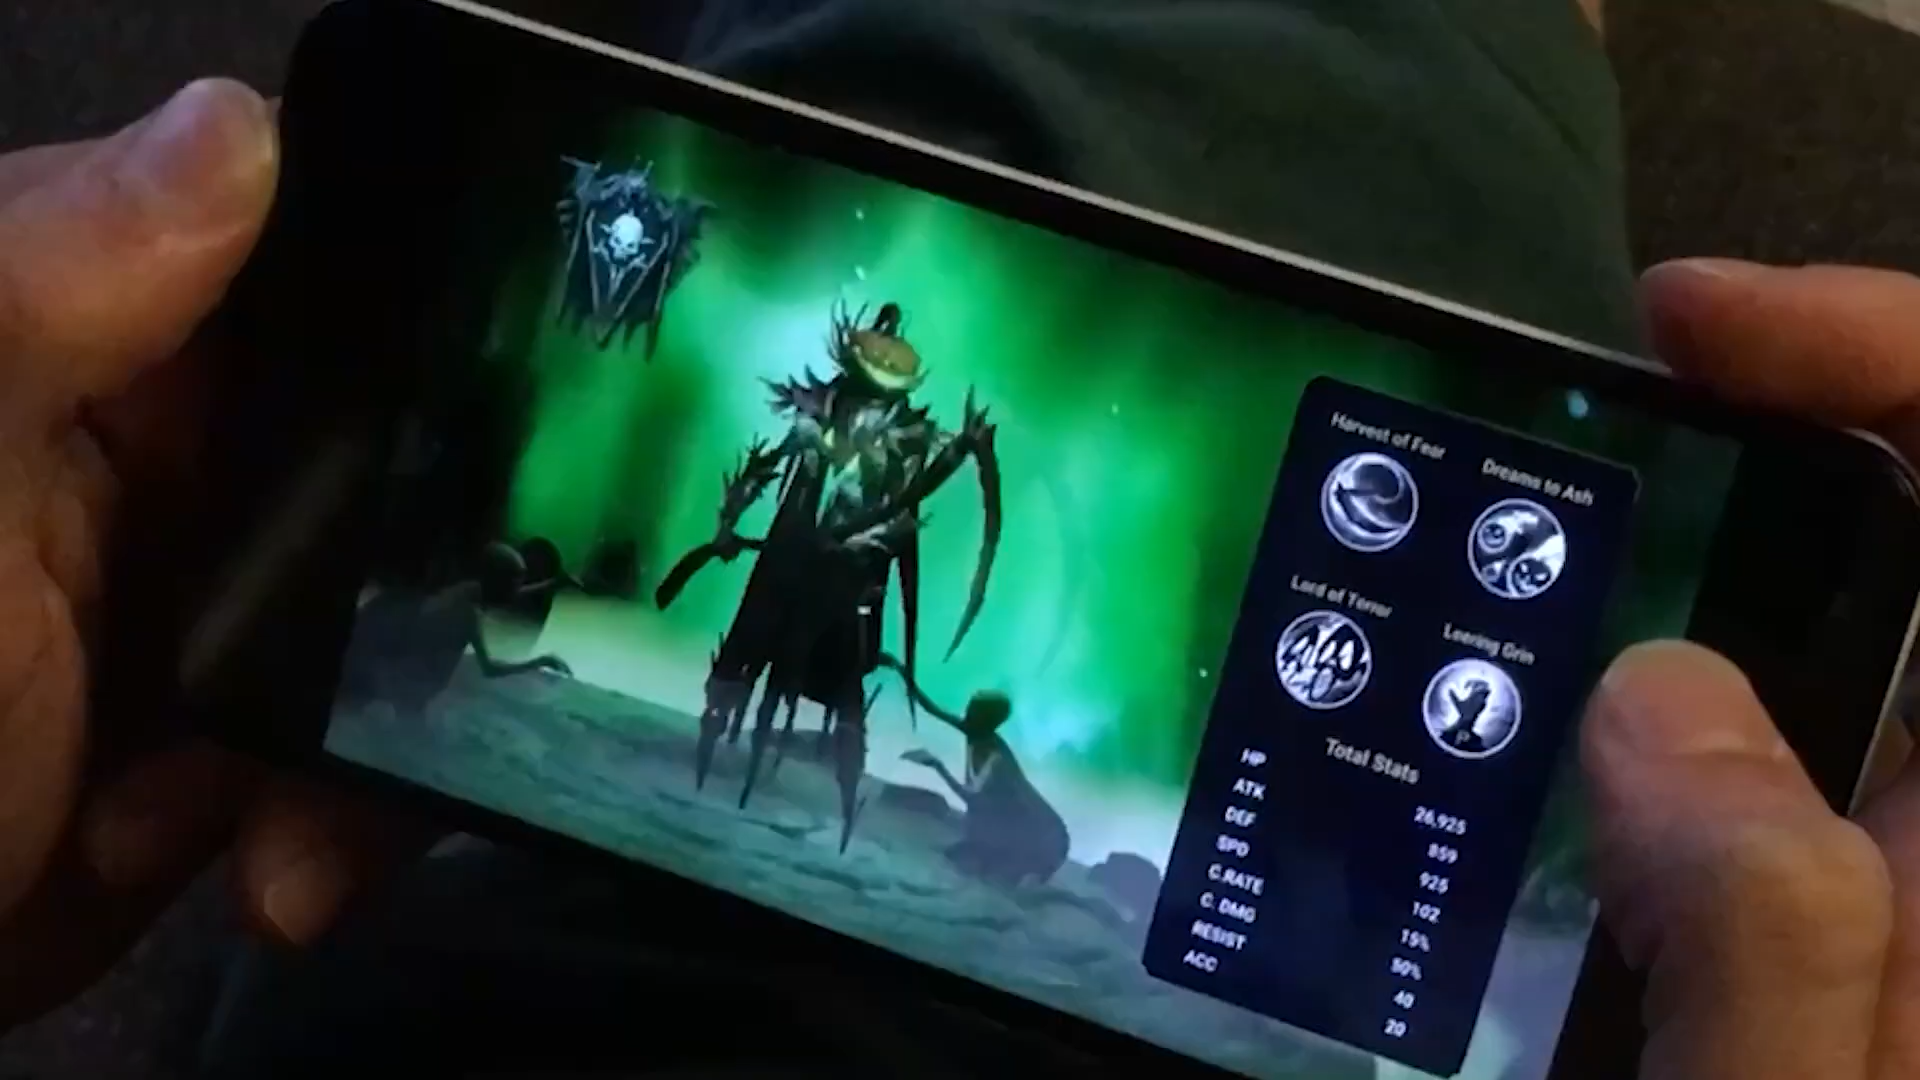 Harvest of Fear
Dreams to Ash
Lord of Terror
Leering Grin
P
Total Stats
HP 26,925
ATK 859
DEF 925
SPD 102
C.RATE 15%
C. DMG 50%
RESIST 40
ACC 20